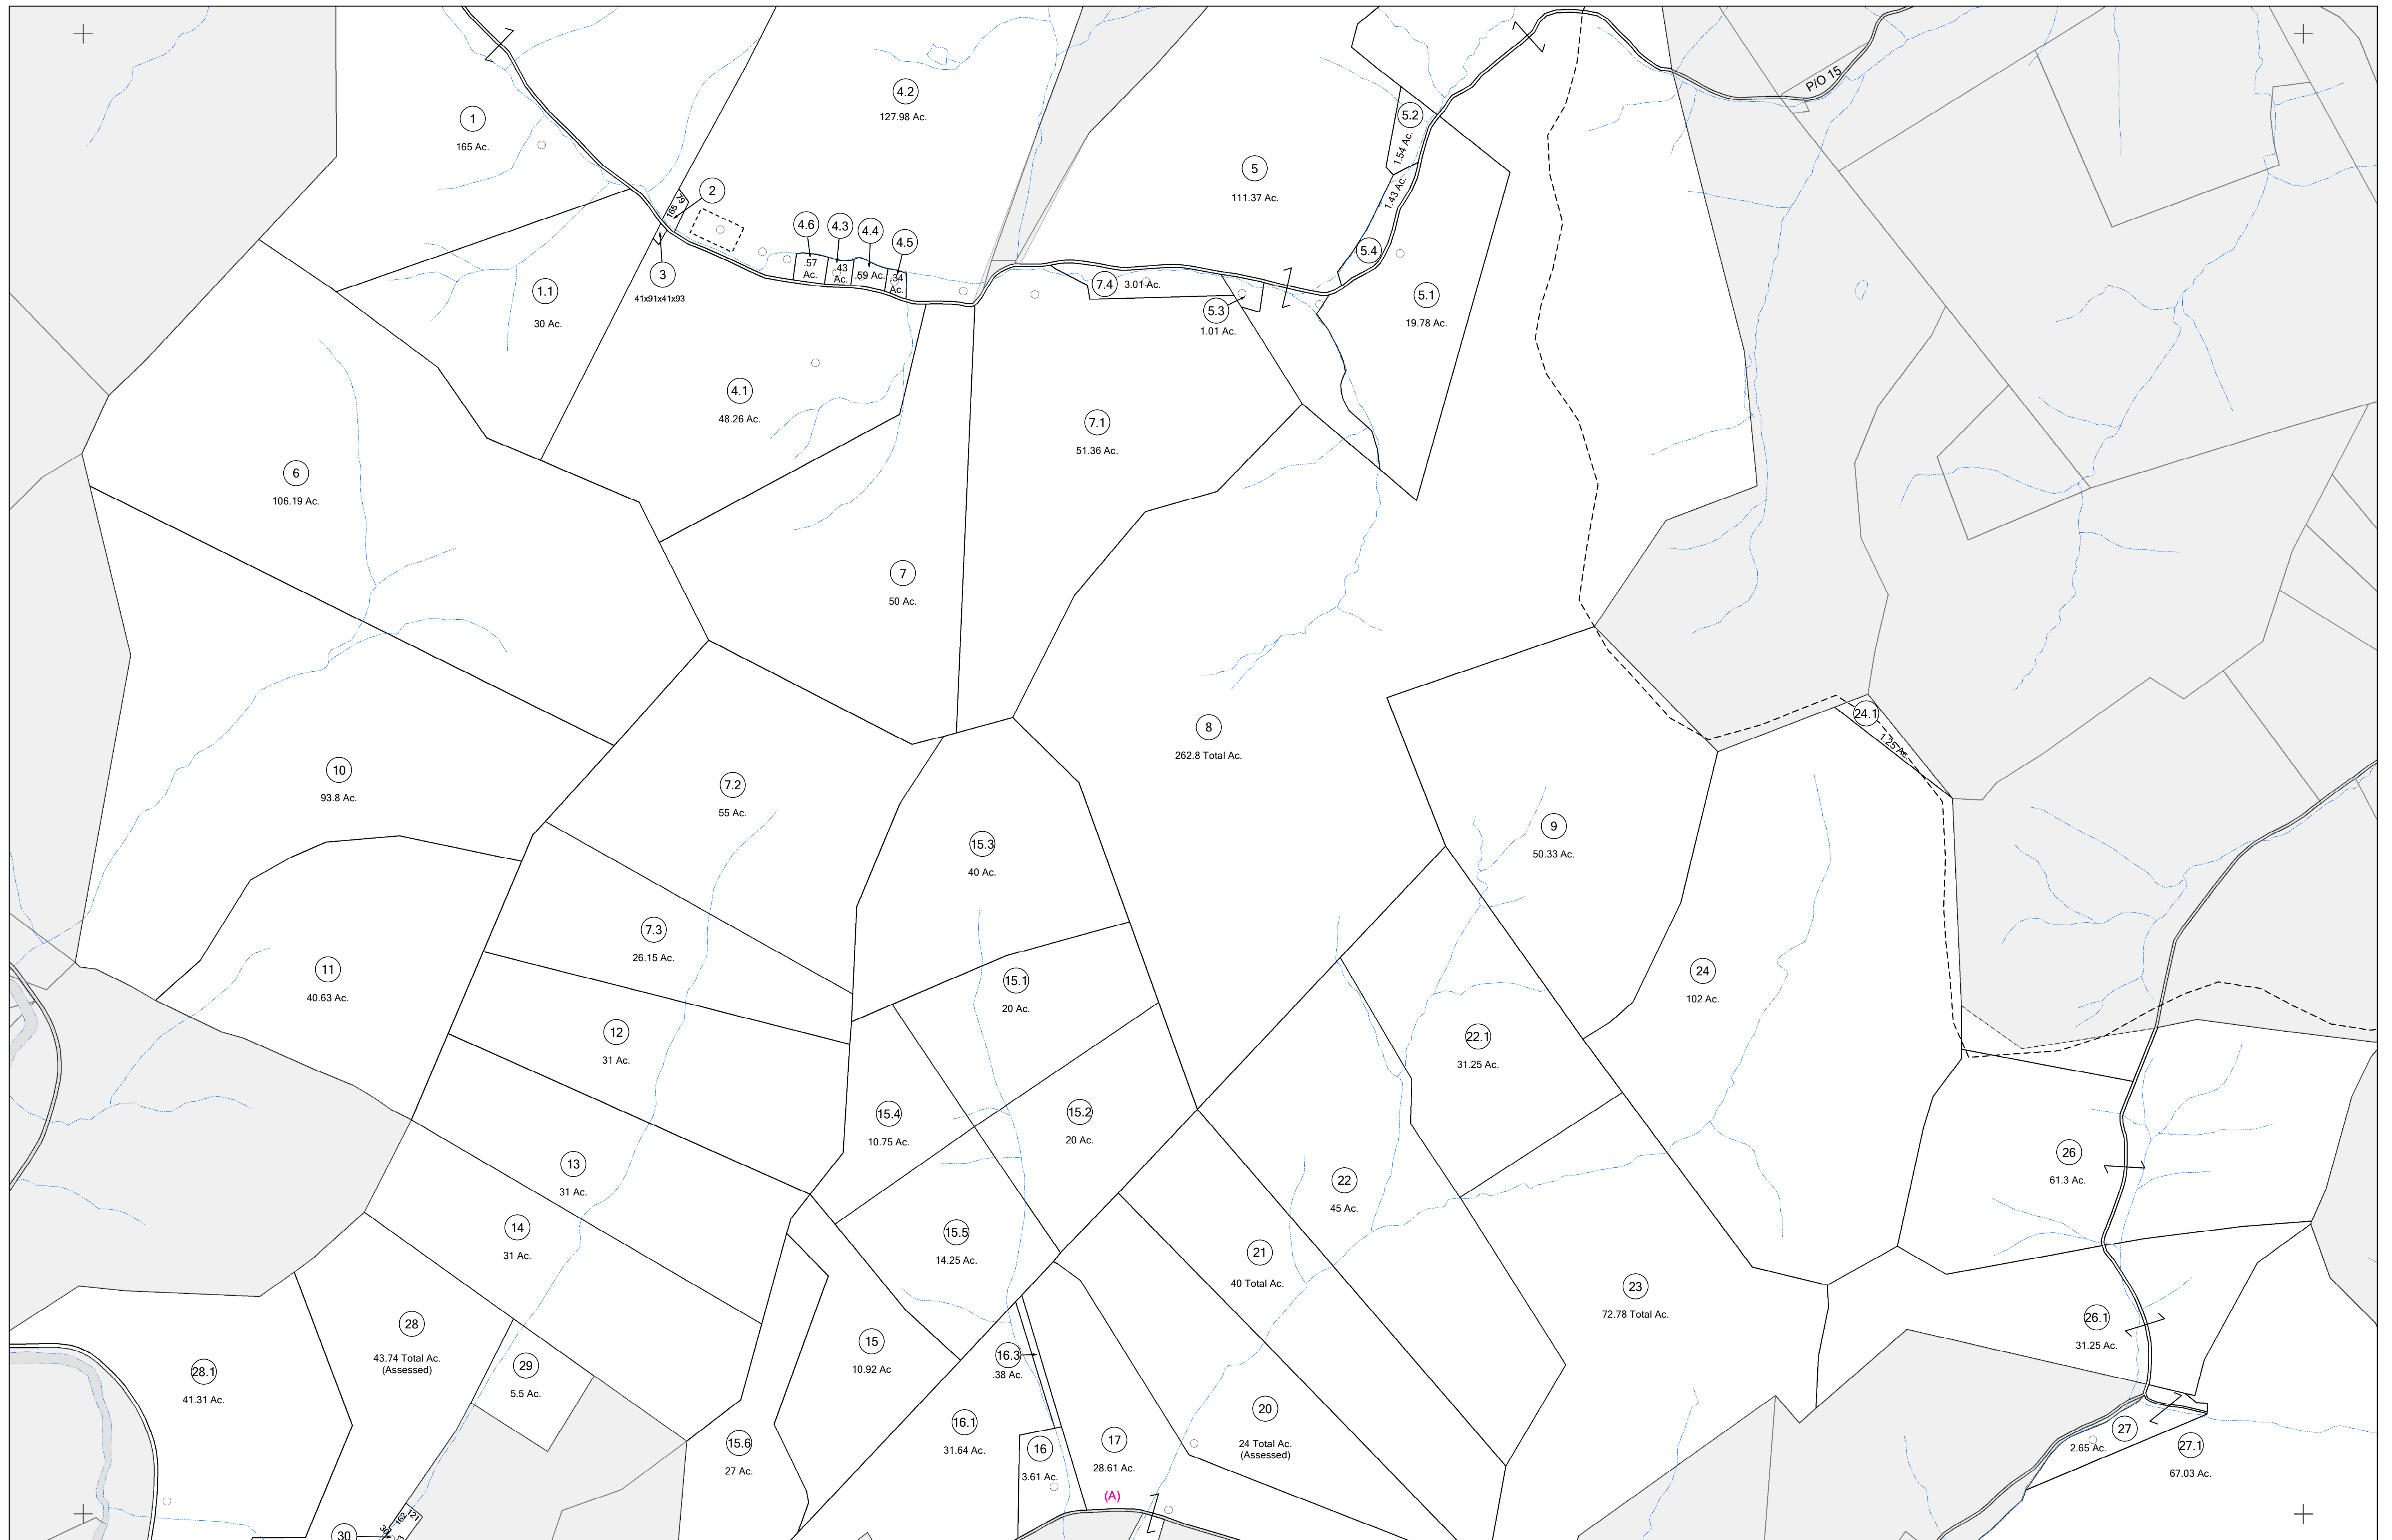 P/O 15
1
165 Ac.
4.2
127.98 Ac.
5.2
1.54 Ac.
5
111.37 Ac.
1.43 Ac.
5.4
2
79
165
4.6
4.3
4.4
4.5
.57
Ac.
.43
Ac.
.59 Ac.
.34
Ac.
3
41x91x41x93
1.1
30 Ac.
7.4
3.01 Ac.
5.3
1.01 Ac.
5.1
19.78 Ac.
4.1
48.26 Ac.
7.1
51.36 Ac.
6
106.19 Ac.
7
50 Ac.
8
262.8 Total Ac.
24.1
1.25 Ac.
10
93.8 Ac.
7.2
55 Ac.
15.3
40 Ac.
9
50.33 Ac.
7.3
26.15 Ac.
11
40.63 Ac.
15.1
20 Ac.
24
102 Ac.
12
31 Ac.
22.1
31.25 Ac.
15.4
10.75 Ac.
15.2
20 Ac.
26
61.3 Ac.
13
31 Ac.
22
45 Ac.
14
31 Ac.
15.5
14.25 Ac.
21
40 Total Ac.
23
72.78 Total Ac.
28
43.74 Total Ac.
(Assessed)
26.1
31.25 Ac.
28.1
41.31 Ac.
29
5.5 Ac.
15
10.92 Ac
16.3
.38 Ac.
20
24 Total Ac.
(Assessed)
16.1
31.64 Ac.
16
3.61 Ac.
17
28.61 Ac.
15.6
27 Ac.
27
2.65 Ac.
27.1
67.03 Ac.
(A)
162
121
30